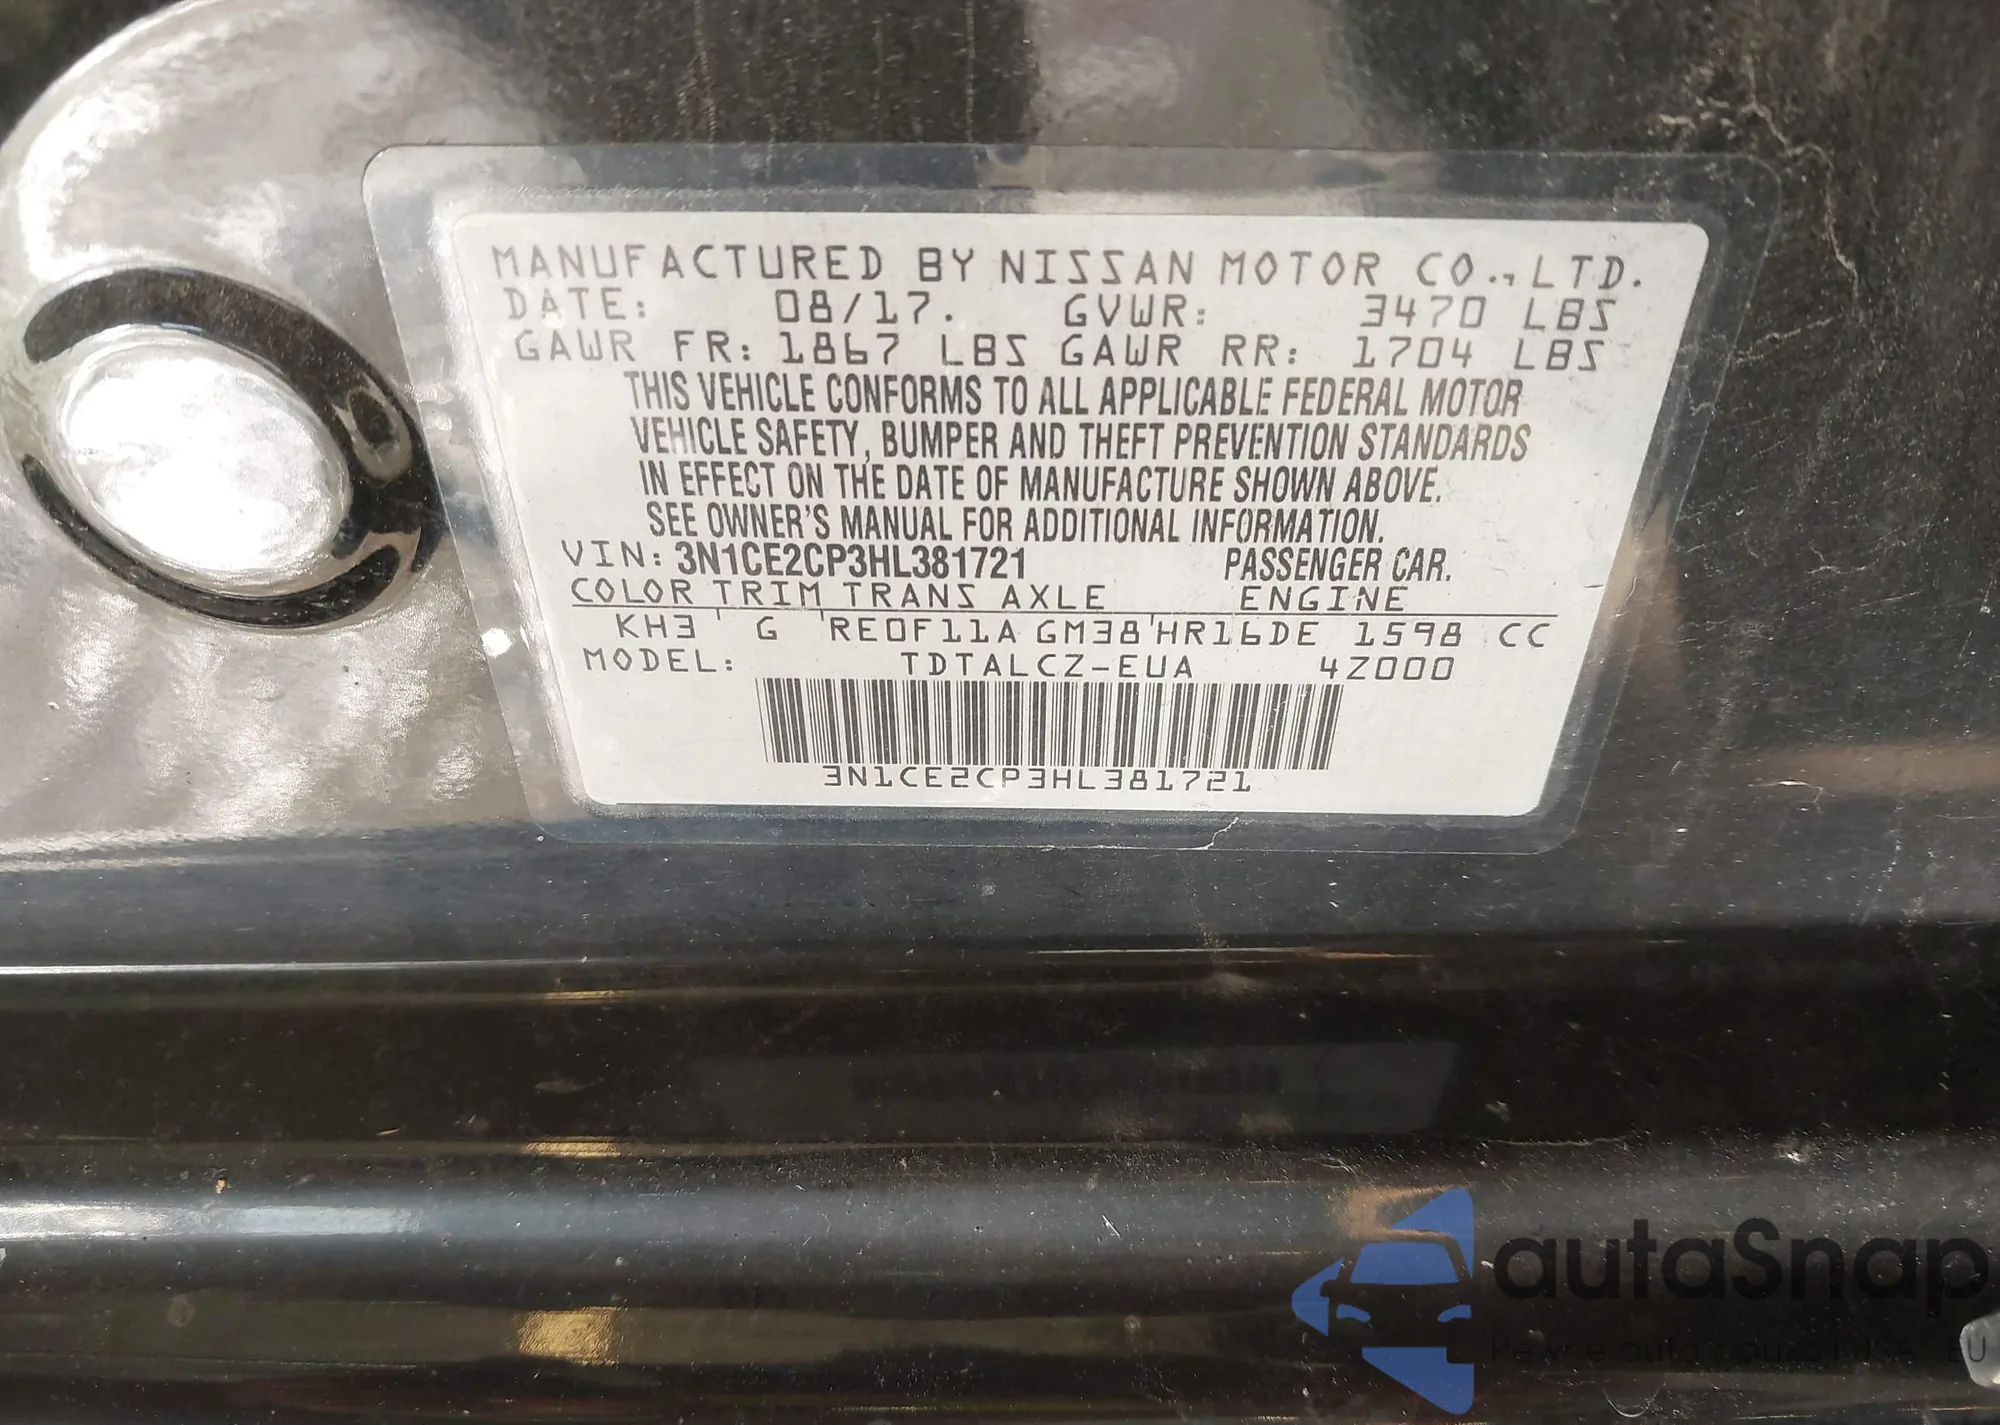 MANUFACTURED BY NISSAN MOTOR CO.,LTD.
DATE: 08/17. GVWR: 3470 LBS
GAWR FR: 1867 LBS GAWR RR: 1704 LBS
THIS VEHICLE CONFORMS TO ALL APPLICABLE FEDERAL MOTOR
VEHICLE SAFETY, BUMPER AND THEFT PREVENTION STANDARDS
IN EFFECT ON THE DATE OF MANUFACTURE SHOWN ABOVE.
SEE OWNER'S MANUAL FOR ADDITIONAL INFORMATION.
VIN: 3N1CE2CP3HL381721 PASSENGER CAR.
COLOR TRIM TRANS AXLE ENGINE
KH3 G RE0F11A GM38 HR16DE 1598 CC
MODEL: TDTALCZ-EUA 4Z000
3N1CE2CP3HL381721
autaSnap
Pewne auto